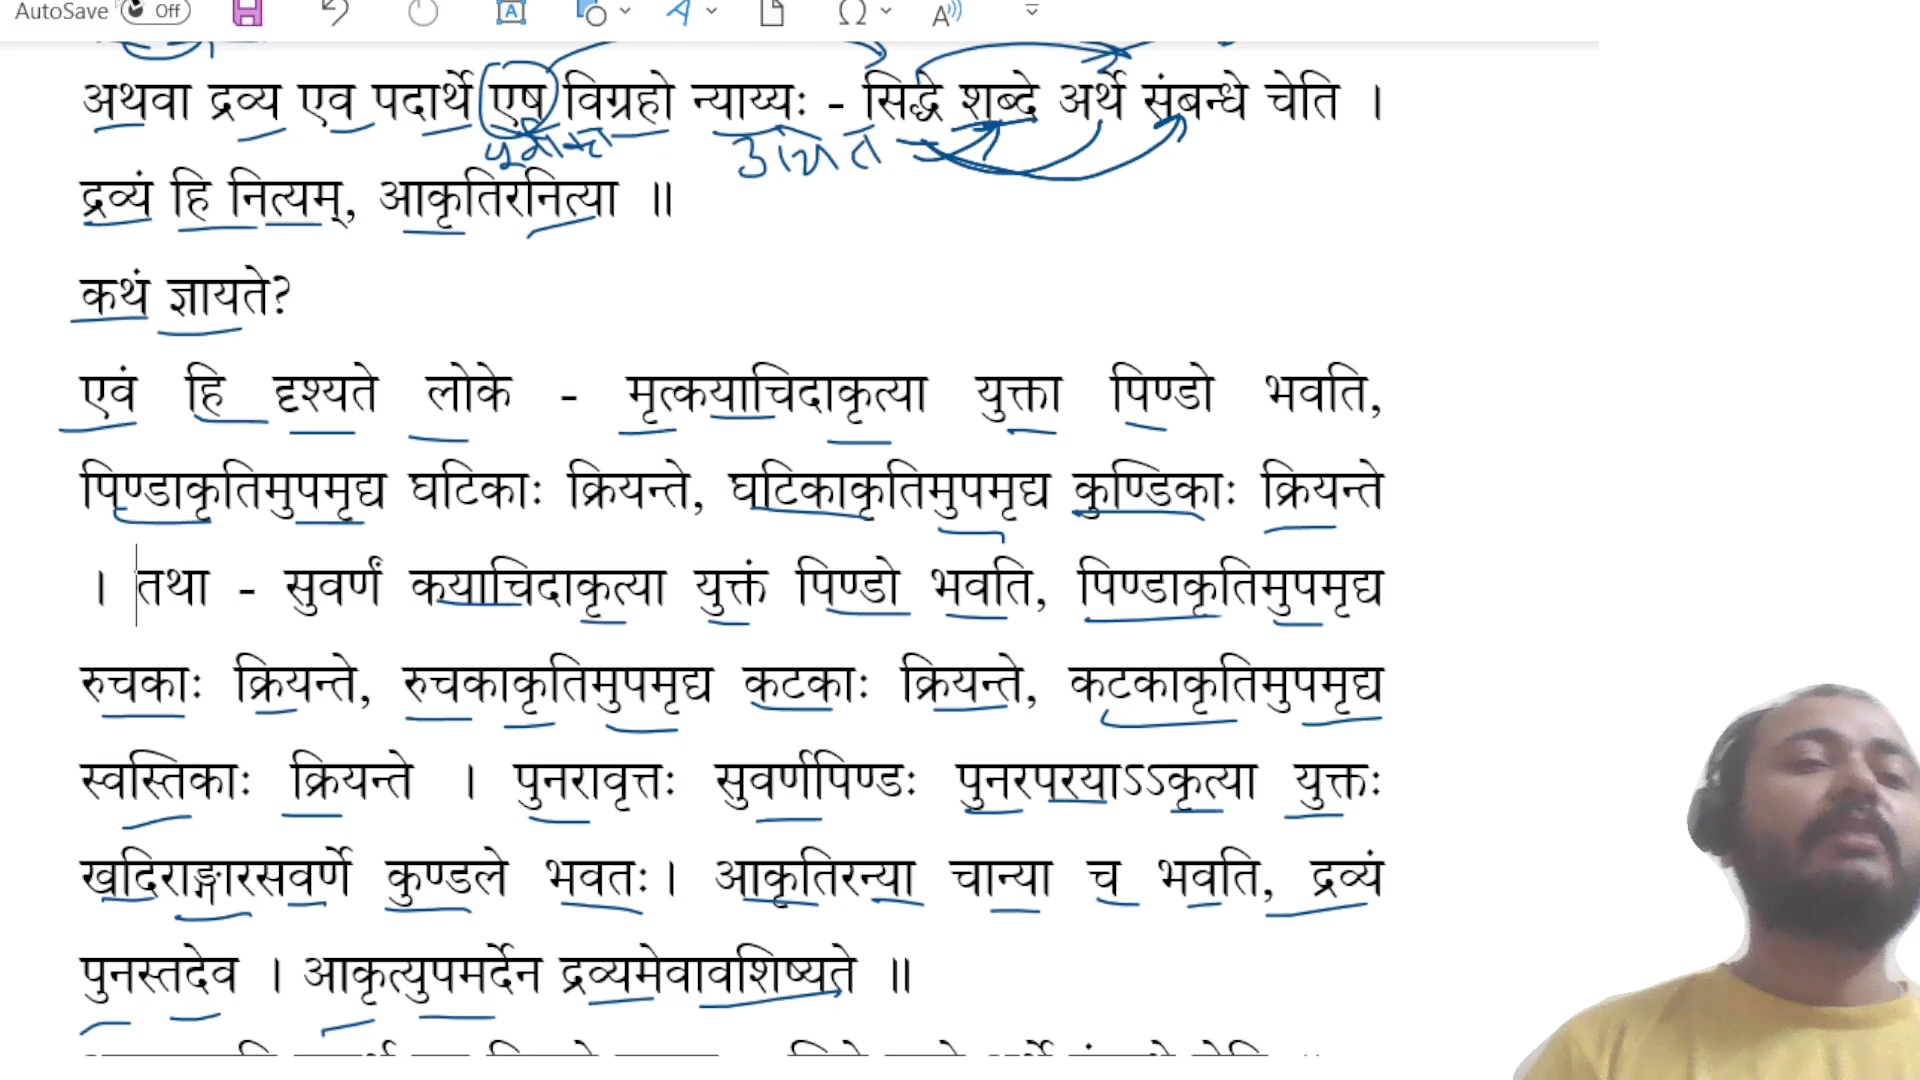 AutoSave Off
अथवा द्रव्य एव पदार्थे एष विग्रहो न्याय्यः - सिद्धे शब्दे अर्थे संबन्धे चेति ।
उचित
द्रव्यं हि नित्यम्, आकृतिरनित्या ॥
कथं ज्ञायते?
एवं हि दृश्यते लोके - मृत्कयाचिदाकृत्या युक्ता पिण्डो भवति,
पिण्डाकृतिमुपमृद्य घटिकाः क्रियन्ते, घटिकाकृतिमुपमृद्य कुण्डिकाः क्रियन्ते
। तथा - सुवर्णं कयाचिदाकृत्या युक्तं पिण्डो भवति, पिण्डाकृतिमुपमृद्य
रुचकाः क्रियन्ते, रुचकाकृतिमुपमृद्य कटकाः क्रियन्ते, कटकाकृतिमुपमृद्य
स्वस्तिकाः क्रियन्ते । पुनरावृत्तः सुवर्णपिण्डः पुनरपरयाऽऽकृत्या युक्तः
खदिराङ्गारसवर्णे कुण्डले भवतः। आकृतिरन्या चान्या च भवति, द्रव्यं
पुनस्तदेव । आकृत्युपमर्देन द्रव्यमेवावशिष्यते ॥